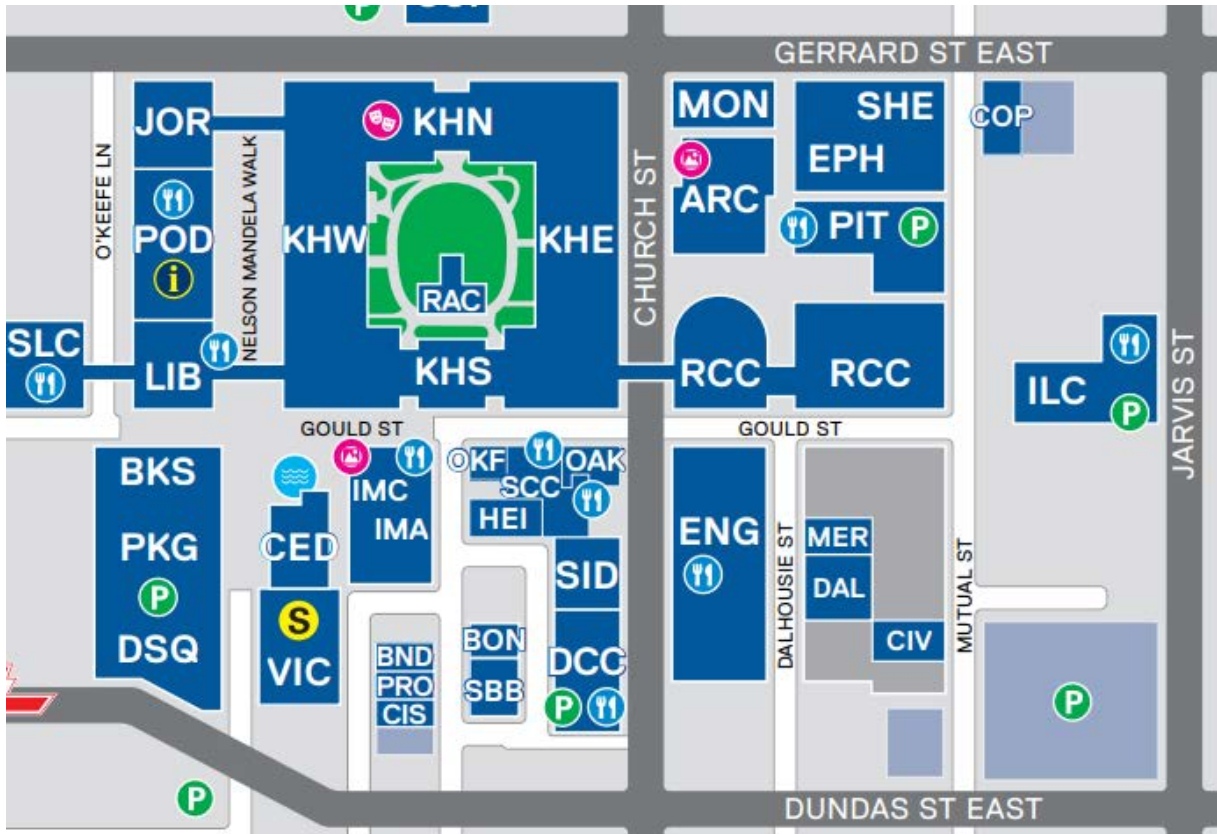 P
GERRARD ST EAST
JOR
KHN
MON
SHE
COP
EPH
O'KEEFE LN
NELSON MANDELA WALK
ARC
CHURCH ST
POD
KHW
KHE
PIT
P
i
RAC
SLC
LIB
KHS
RCC
RCC
ILC
P
JARVIS ST
GOULD ST
GOULD ST
BKS
IMC
OKF
OAK
SCC
HEI
IMA
PKG
CED
ENG
MER
P
SID
DAL
DALHOUSIE ST
MUTUAL ST
S
DSQ
VIC
BND
BON
DCC
CIV
PRO
SBB
CIS
P
P
P
DUNDAS ST EAST